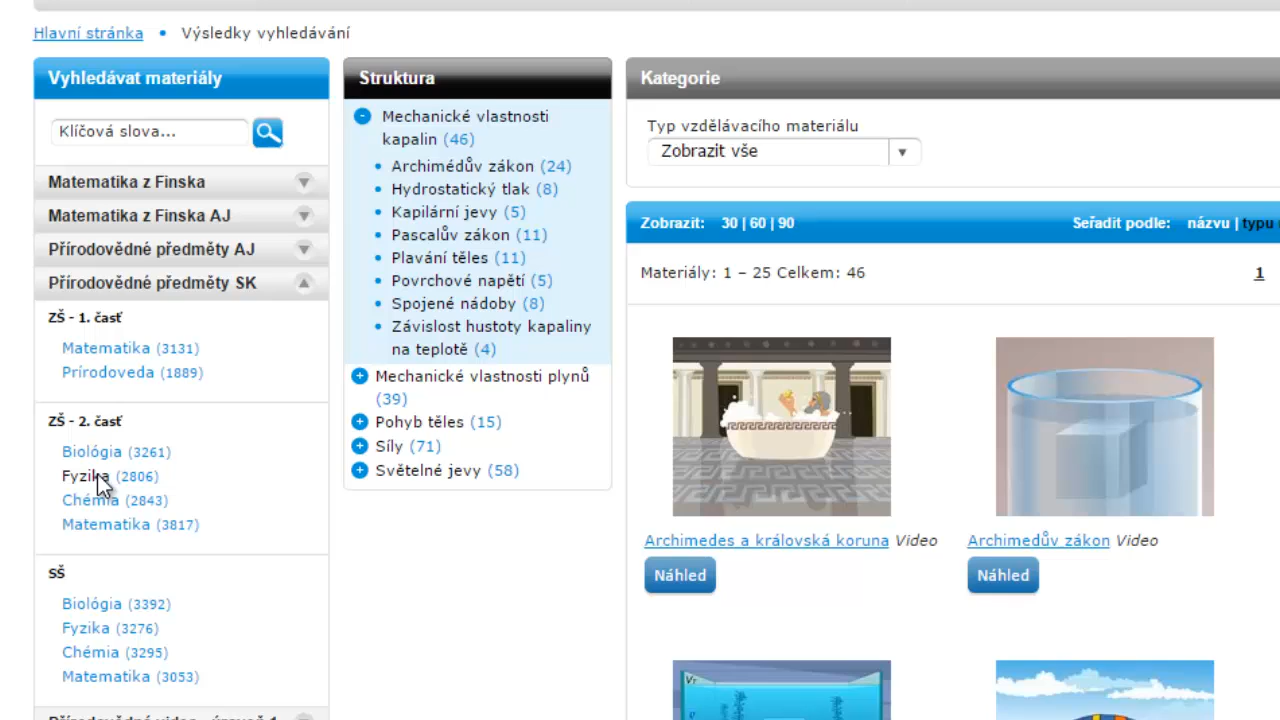 Hlavní stránka • Výsledky vyhledávání
Vyhledávat materiály
Klíčová slova...
Matematika z Finska
Matematika z Finska AJ
Přírodovědné předměty AJ
Přírodovědné předměty SK
ZŠ - 1. časť
Matematika (3131)
Prírodoveda (1889)
ZŠ - 2. časť
Biológia (3261)
Fyzika (2806)
Chémia (2843)
Matematika (3817)
SŠ
Biológia (3392)
Fyzika (3276)
Chémia (3295)
Matematika (3053)
Přírodovědné video - úroveň 1
Struktura
Mechanické vlastnosti
kapalin (46)
• Archimédův zákon (24)
• Hydrostatický tlak (8)
• Kapilární jevy (5)
• Pascalův zákon (11)
• Plavání těles (11)
• Povrchové napětí (5)
• Spojené nádoby (8)
• Závislost hustoty kapaliny
na teplotě (4)
Mechanické vlastnosti plynů
(39)
Pohyb těles (15)
Síly (71)
Světelné jevy (58)
Kategorie
Typ vzdělávacího materiálu
Zobrazit vše
Zobrazit: 30 | 60 | 90 Seřadit podle: názvu | typu
Materiály: 1 – 25 Celkem: 46 1
Archimedes a královská koruna Video
Náhled
Archimedův zákon Video
Náhled